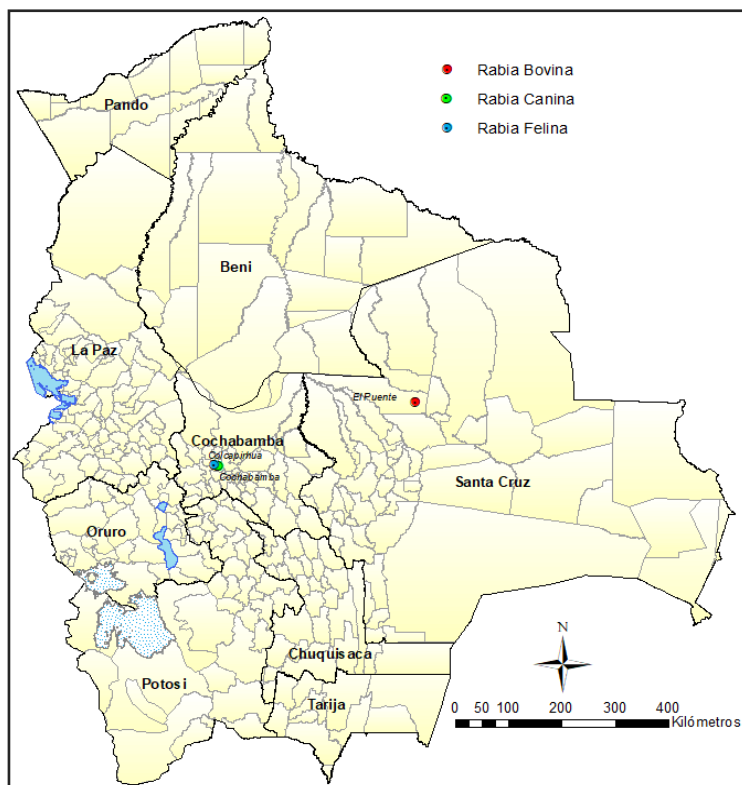 Rabia Bovina
Rabia Canina
Rabia Felina
Pando
Beni
La Paz
El Puente
Cochabamba
Colcapirhua
Cochabamba
Santa Cruz
Oruro
Chuquisaca
Potosi
Tarija
N
0 50 100 200 300 400
Kilómetros